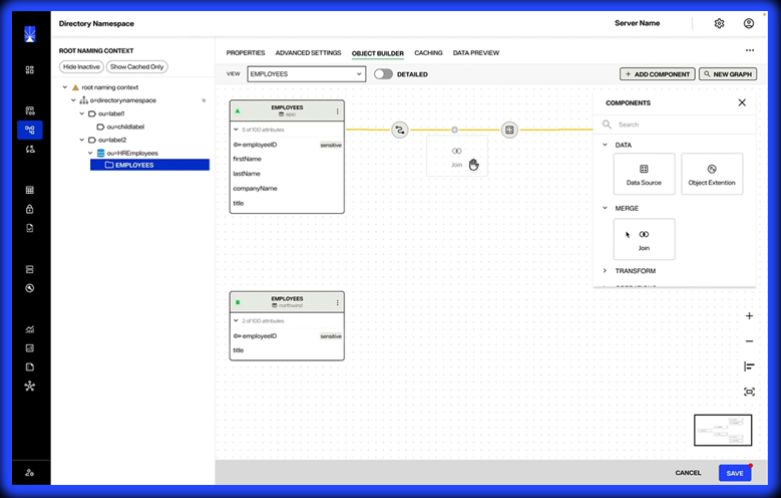 Directory Namespace
Server Name
ROOT NAMING CONTEXT
Hide Inactive
Show Cached Only
root naming context
o=directorynamespace
ou=label1
ou=childlabel
ou=label2
ou=HREmployees
EMPLOYEES
PROPERTIES
ADVANCED SETTINGS
OBJECT BUILDER
CACHING
DATA PREVIEW
VIEW
EMPLOYEES
DETAILED
+ ADD COMPONENT
NEW GRAPH
A
EMPLOYEES
epic
5 of 100 attributes
employeeID
sensitive
firstName
lastName
companyName
title
Join
COMPONENTS
Search
DATA
Data Source
Object Extention
MERGE
Join
TRANSFORM
B
EMPLOYEES
northwind
2 of 100 attributes
employeeID
sensitive
title
CANCEL
SAVE